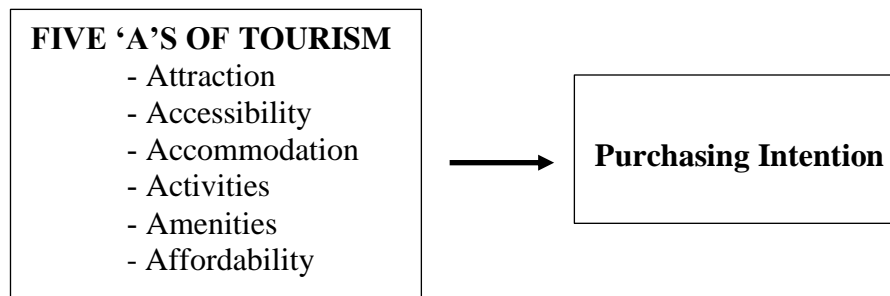 FIVE ‘A’S OF TOURISM
- Attraction
- Accessibility
- Accommodation
- Activities
- Amenities
- Affordability
Purchasing Intention